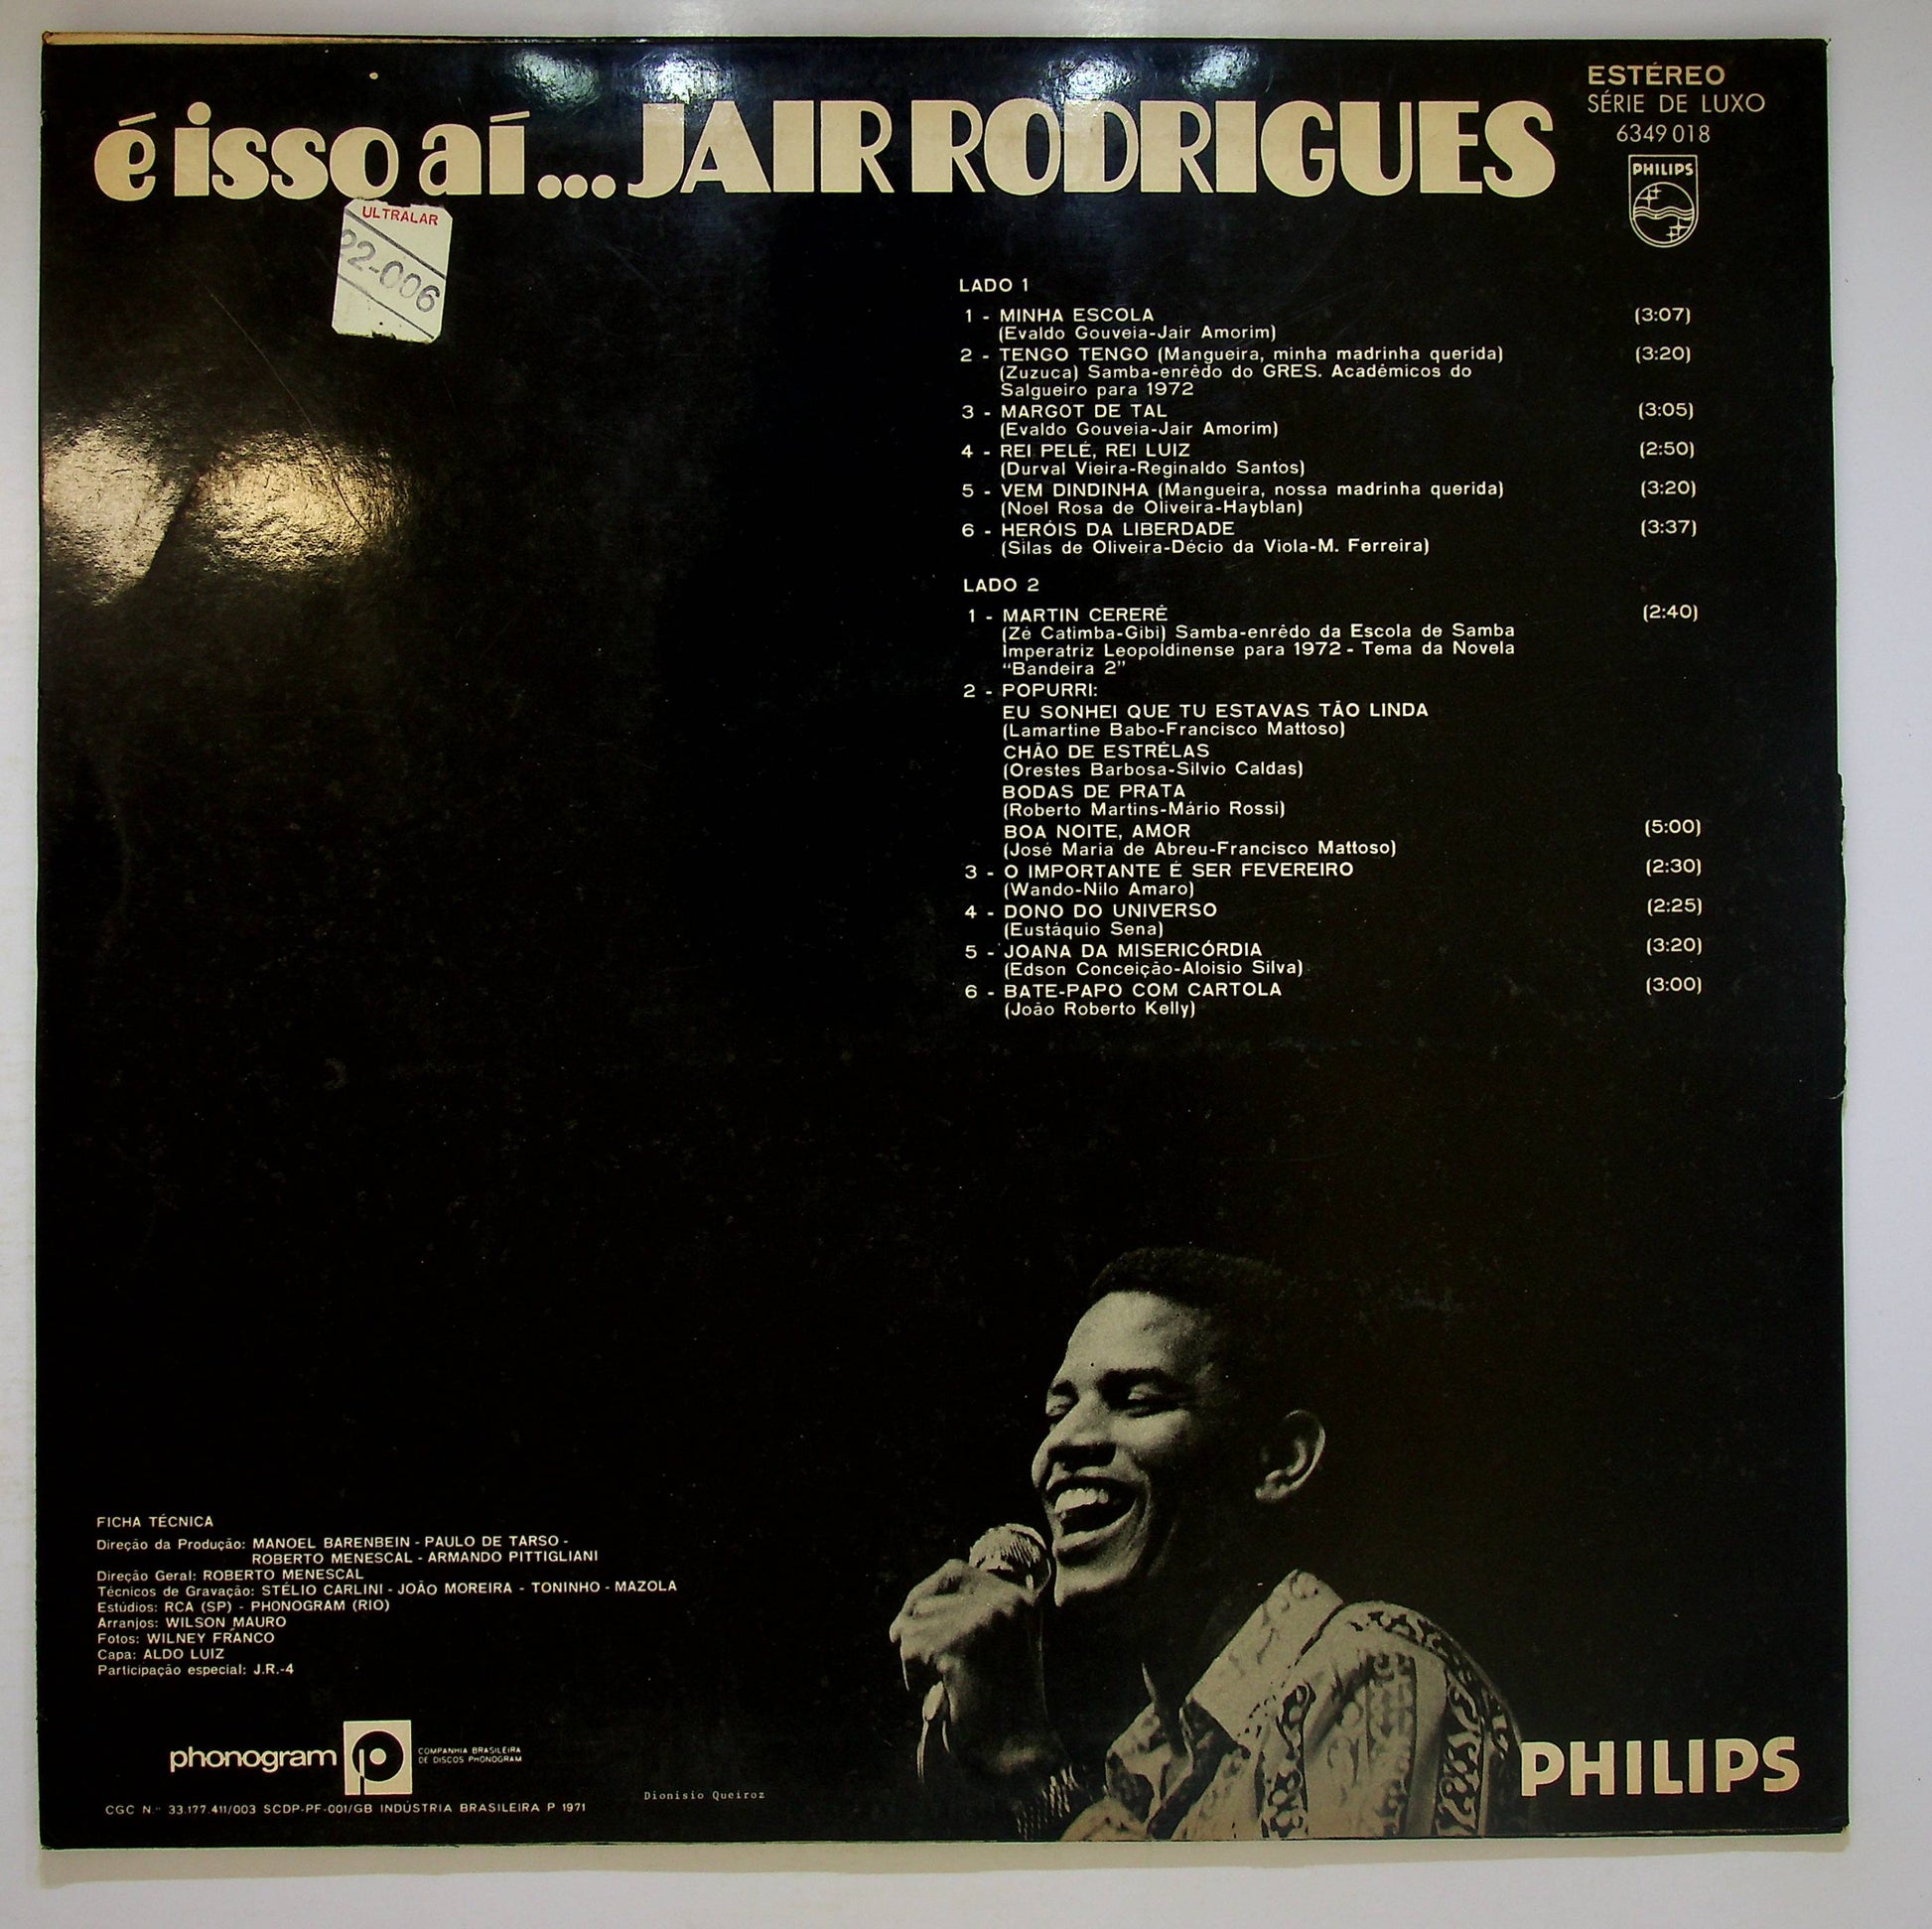 é isso aí... JAIR RODRIGUES
ESTÉREO
SÉRIE DE LUXO
6349 018
PHILIPS
ULTRALAR
22-006
LADO 1
1 - MINHA ESCOLA (3:07)
(Evaldo Gouveia-Jair Amorim)
2 - TENGO TENGO (Mangueira, minha madrinha querida) (3:20)
(Zuzuca) Samba-enrêdo do GRES. Acadêmicos do
Salgueiro para 1972
3 - MARGOT DE TAL (3:05)
(Evaldo Gouveia-Jair Amorim)
4 - REI PELÉ, REI LUIZ (2:50)
(Durval Vieira-Reginaldo Santos)
5 - VEM DINDINHA (Mangueira, nossa madrinha querida) (3:20)
(Noel Rosa de Oliveira-Hayblan)
6 - HERÓIS DA LIBERDADE (3:37)
(Silas de Oliveira-Décio da Viola-M. Ferreira)
LADO 2
1 - MARTIN CERERÊ (2:40)
(Zé Catimba-Gibi) Samba-enrêdo da Escola de Samba
Imperatriz Leopoldinense para 1972 - Tema da Novela
“Bandeira 2”
2 - POPURRI:
EU SONHEI QUE TU ESTAVAS TÃO LINDA
(Lamartine Babo-Francisco Mattoso)
CHÃO DE ESTRÊLAS
(Orestes Barbosa-Silvio Caldas)
BODAS DE PRATA
(Roberto Martins-Mário Rossi)
BOA NOITE, AMOR (5:00)
(José Maria de Abreu-Francisco Mattoso)
3 - O IMPORTANTE É SER FEVEREIRO (2:30)
(Wando-Nilo Amaro)
4 - DONO DO UNIVERSO (2:25)
(Eustáquio Sena)
5 - JOANA DA MISERICÓRDIA (3:20)
(Edson Conceição-Aloisio Silva)
6 - BATE-PAPO COM CARTOLA (3:00)
(João Roberto Kelly)
FICHA TÉCNICA
Direção da Produção: MANOEL BARENBEIN - PAULO DE TARSO -
ROBERTO MENESCAL - ARMANDO PITTIGLIANI
Direção Geral: ROBERTO MENESCAL
Técnicos de Gravação: STÉLIO CARLINI - JOÃO MOREIRA - TONINHO - MAZOLA
Estúdios: RCA (SP) - PHONOGRAM (RIO)
Arranjos: WILSON MAURO
Fotos: WILNEY FRANCO
Capa: ALDO LUIZ
Participação especial: J.R.-4
phonogram p
COMPANHIA BRASILEIRA
DE DISCOS PHONOGRAM
PHILIPS
Dionisio Queiroz
CGC N.º 33.177.411/003 SCDP-PF-001/GB INDÚSTRIA BRASILEIRA P 1971